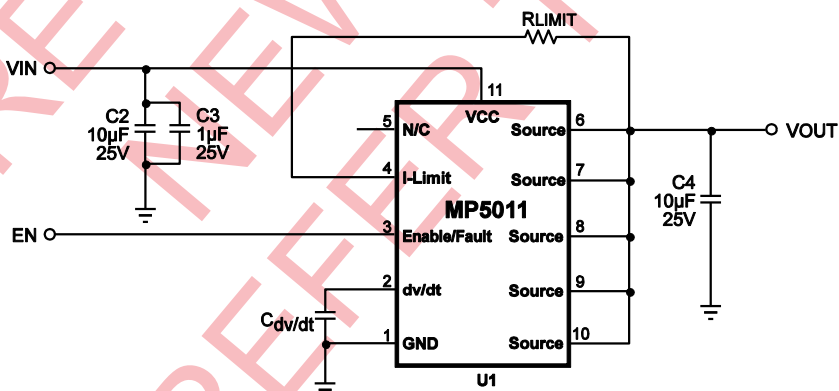 RLIMIT
VIN
11
VCC
C2
10µF
25V
C3
1µF
25V
5
N/C
Source
6
VOUT
4
I-Limit
Source
7
C4
10µF
25V
MP5011
EN
3
Enable/Fault
Source
8
2
dv/dt
Source
9
Cdv/dt
1
GND
Source
10
U1